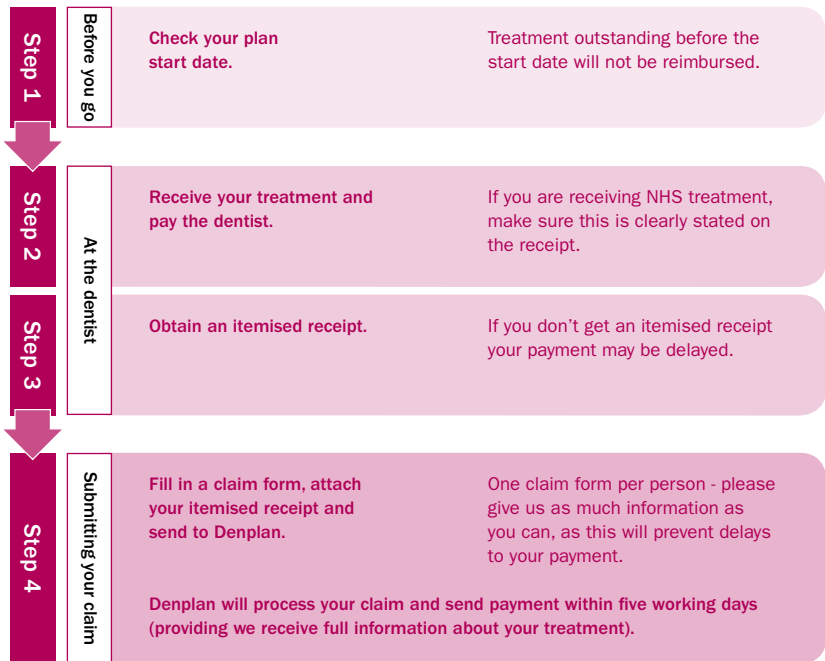 Step 1
Before you go
Check your plan
start date.
Treatment outstanding before the
start date will not be reimbursed.
Step 2
At the dentist
Receive your treatment and
pay the dentist.
If you are receiving NHS treatment,
make sure this is clearly stated on
the receipt.
Step 3
Obtain an itemised receipt.
If you don’t get an itemised receipt
your payment may be delayed.
Step 4
Submitting your claim
Fill in a claim form, attach
your itemised receipt and
send to Denplan.
One claim form per person - please
give us as much information as
you can, as this will prevent delays
to your payment.
Denplan will process your claim and send payment within five working days
(providing we receive full information about your treatment).